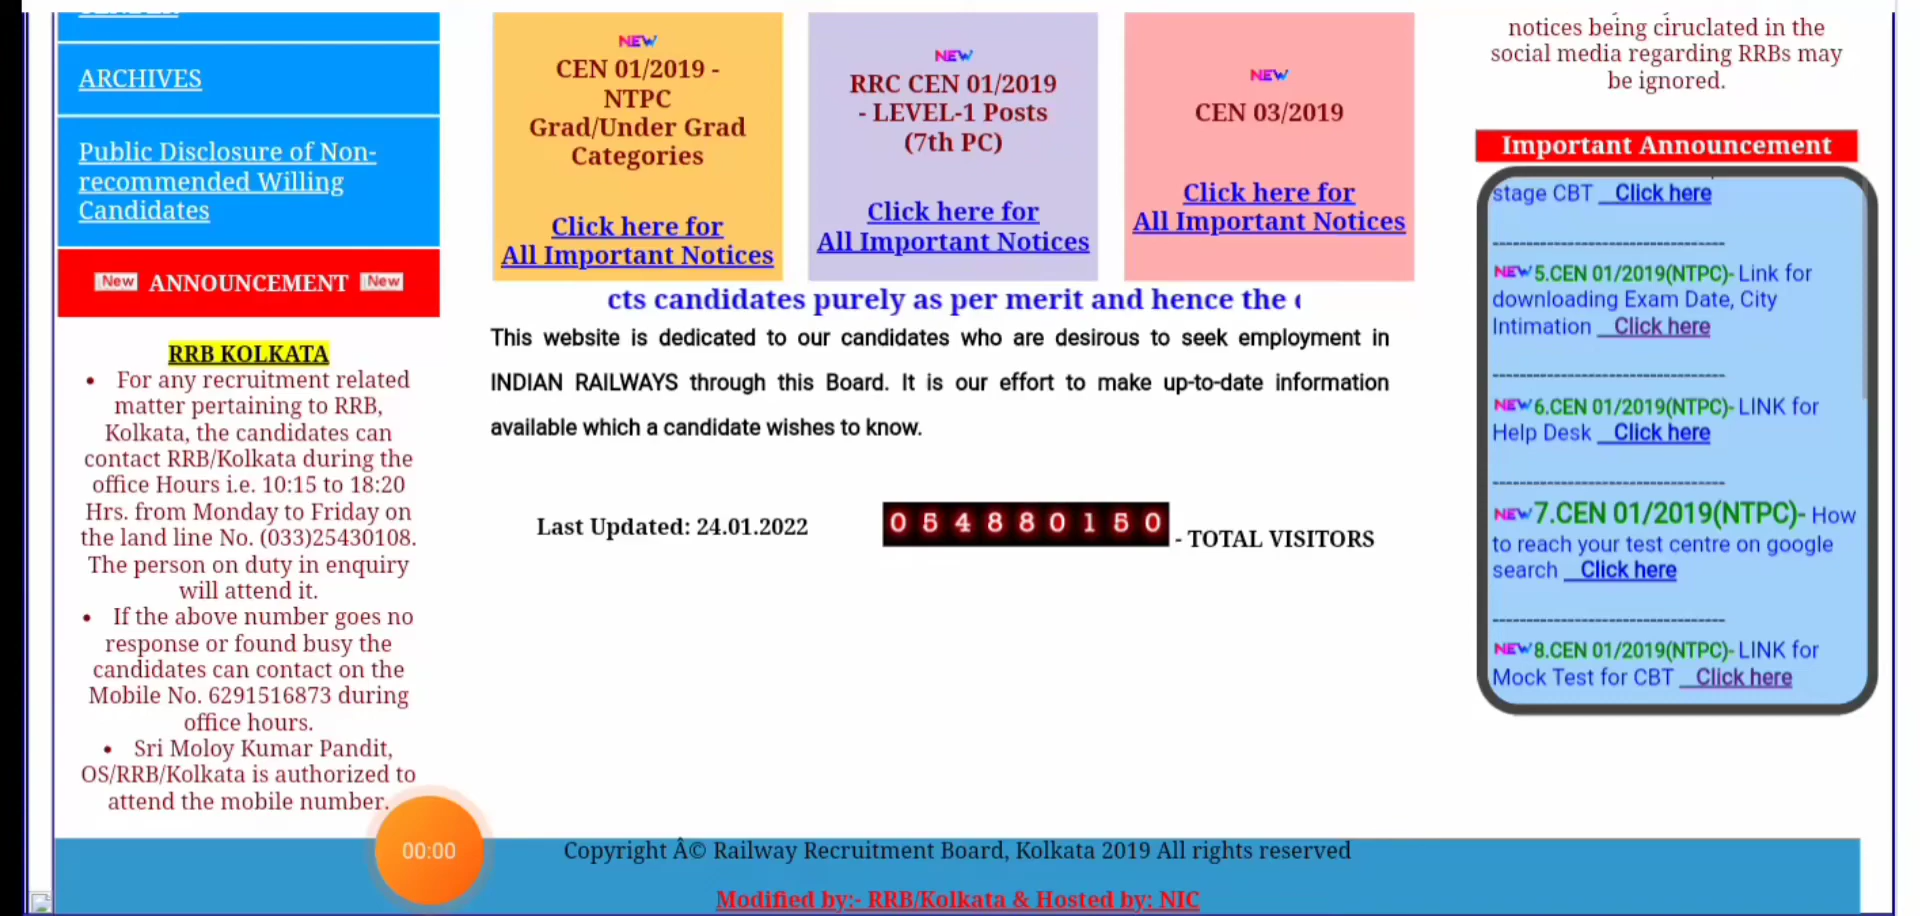 ARCHIVES
Public Disclosure of Non-
recommended Willing
Candidates
New ANNOUNCEMENT New
RRB KOLKATA
• For any recruitment related
matter pertaining to RRB,
Kolkata, the candidates can
contact RRB/Kolkata during the
office Hours i.e. 10:15 to 18:20
Hrs. from Monday to Friday on
the land line No. (033)25430108.
The person on duty in enquiry
will attend it.
• If the above number goes no
response or found busy the
candidates can contact on the
Mobile No. 6291516873 during
office hours.
• Sri Moloy Kumar Pandit,
OS/RRB/Kolkata is authorized to
attend the mobile number.
00:00
NEW
CEN 01/2019 -
NTPC
Grad/Under Grad
Categories
Click here for
All Important Notices
NEW
RRC CEN 01/2019
- LEVEL-1 Posts
(7th PC)
Click here for
All Important Notices
NEW
CEN 03/2019
Click here for
All Important Notices
cts candidates purely as per merit and hence the
This website is dedicated to our candidates who are desirous to seek employment in
INDIAN RAILWAYS through this Board. It is our effort to make up-to-date information
available which a candidate wishes to know.
Last Updated: 24.01.2022
054880150 - TOTAL VISITORS
notices being ciruclated in the
social media regarding RRBs may
be ignored.
Important Announcement
stage CBT Click here
--------------------------------
NEW 5.CEN 01/2019(NTPC)- Link for
downloading Exam Date, City
Intimation Click here
--------------------------------
NEW 6.CEN 01/2019(NTPC)- LINK for
Help Desk Click here
--------------------------------
NEW 7.CEN 01/2019(NTPC)- How
to reach your test centre on google
search Click here
--------------------------------
NEW 8.CEN 01/2019(NTPC)- LINK for
Mock Test for CBT Click here
Copyright Â© Railway Recruitment Board, Kolkata 2019 All rights reserved
Modified by:- RRB/Kolkata & Hosted by: NIC